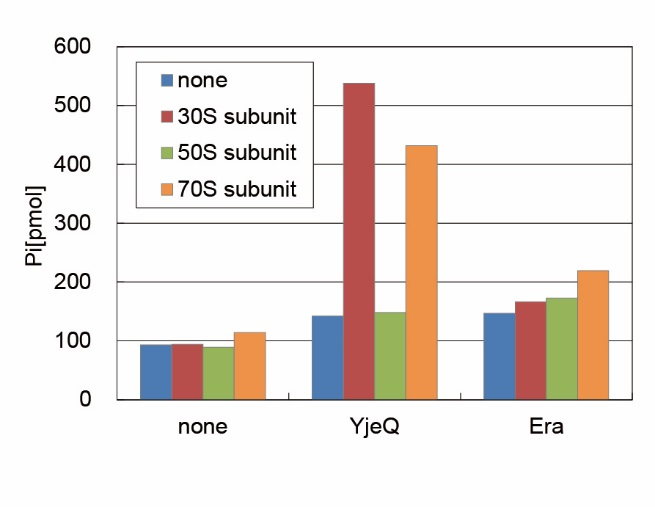 600
500
400
300
200
100
0
Pi[pmol]
none
30S subunit
50S subunit
70S subunit
none YjeQ Era